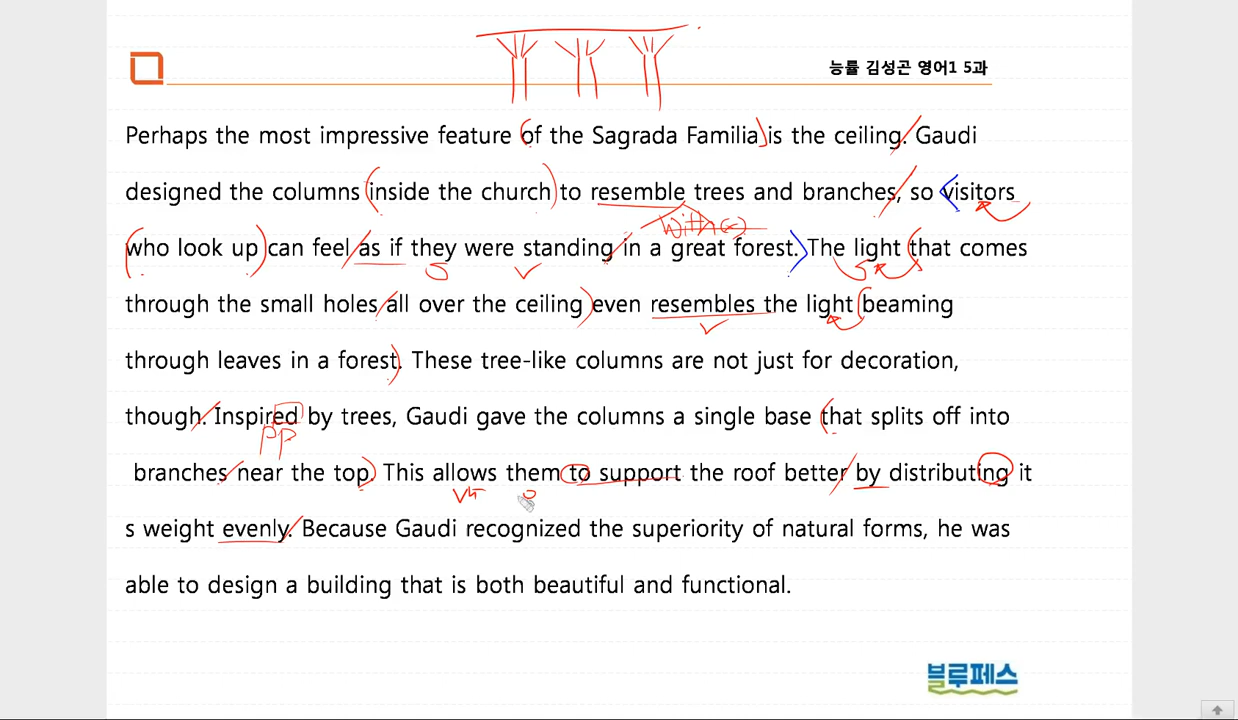 능률 김성곤 영어1 5과
Perhaps the most impressive feature of the Sagrada Familia is the ceiling. Gaudi
designed the columns inside the church to resemble trees and branches, so visitors
with(x)
who look up can feel as if they were standing in a great forest. The light that comes
S V S
through the small holes all over the ceiling even resembles the light beaming
V
through leaves in a forest. These tree-like columns are not just for decoration,
though. Inspired by trees, Gaudi gave the columns a single base that splits off into
pp
branches near the top. This allows them to support the roof better by distributing it
vt o
s weight evenly. Because Gaudi recognized the superiority of natural forms, he was
able to design a building that is both beautiful and functional.
블루페스